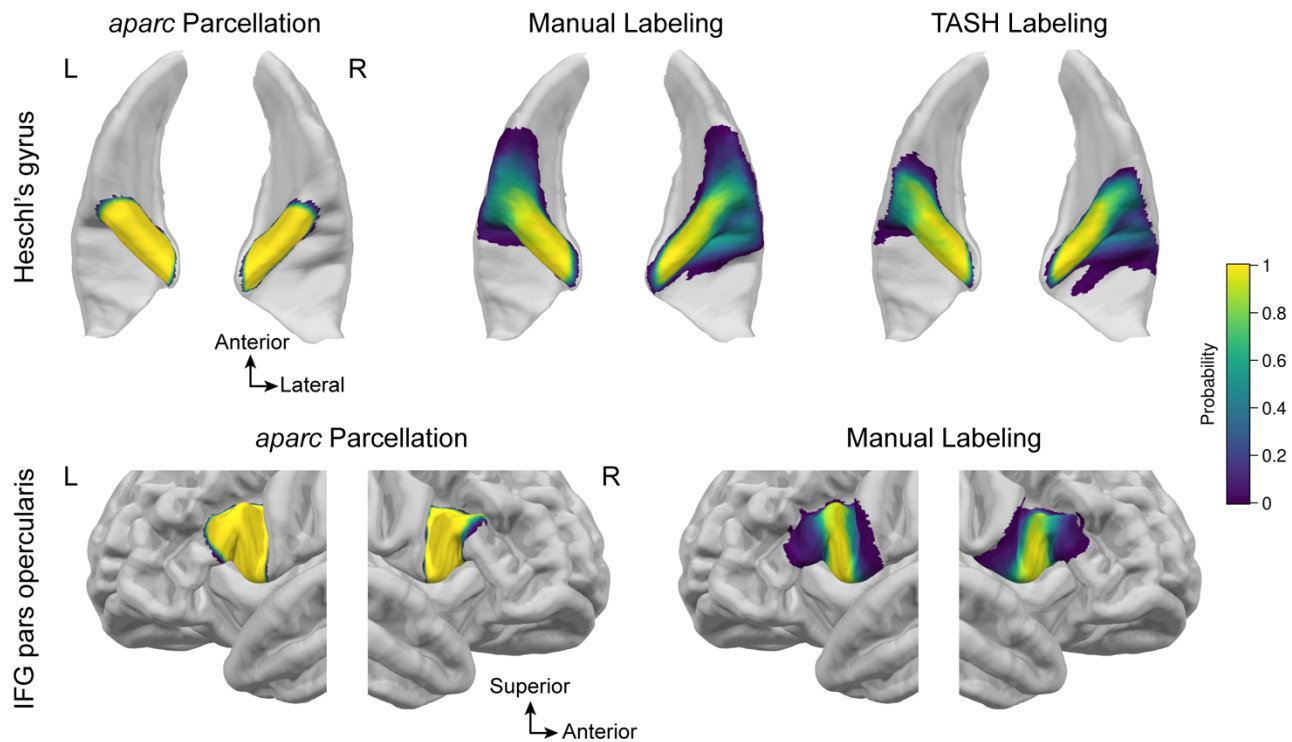 aparc Parcellation
Manual Labeling
TASH Labeling
L
R
Heschl's gyrus
Anterior
Lateral
Probability
1
0.8
0.6
0.4
0.2
0
aparc Parcellation
Manual Labeling
L
R
IFG pars opercularis
Superior
Anterior